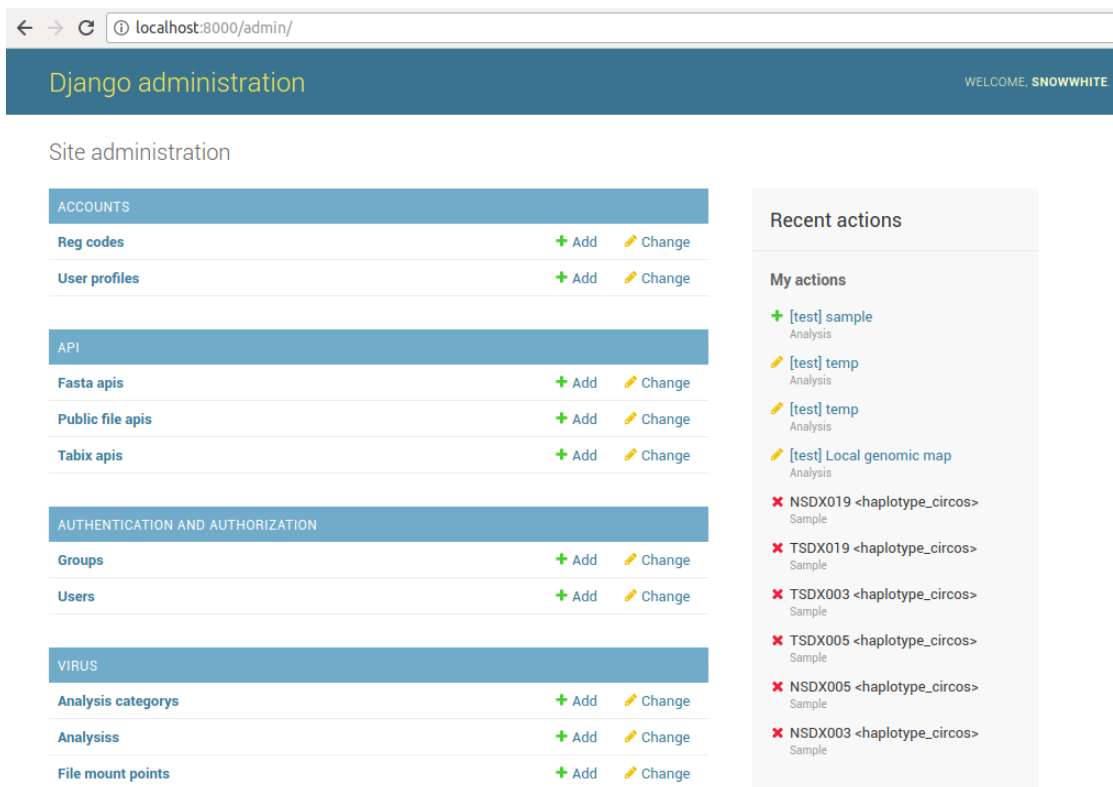 localhost:8000/admin/
Django administration
WELCOME, SNOWWHITE.
Site administration
ACCOUNTS
Reg codes Add Change
User profiles Add Change
API
Fasta apis Add Change
Public file apis Add Change
Tabix apis Add Change
AUTHENTICATION AND AUTHORIZATION
Groups Add Change
Users Add Change
VIRUS
Analysis categorys Add Change
Analysiss Add Change
File mount points Add Change
Recent actions
My actions
[test] sample
Analysis
[test] temp
Analysis
[test] temp
Analysis
[test] Local genomic map
Analysis
NSDX019 <haplotype_circos>
Sample
TSDX019 <haplotype_circos>
Sample
TSDX003 <haplotype_circos>
Sample
TSDX005 <haplotype_circos>
Sample
NSDX005 <haplotype_circos>
Sample
NSDX003 <haplotype_circos>
Sample